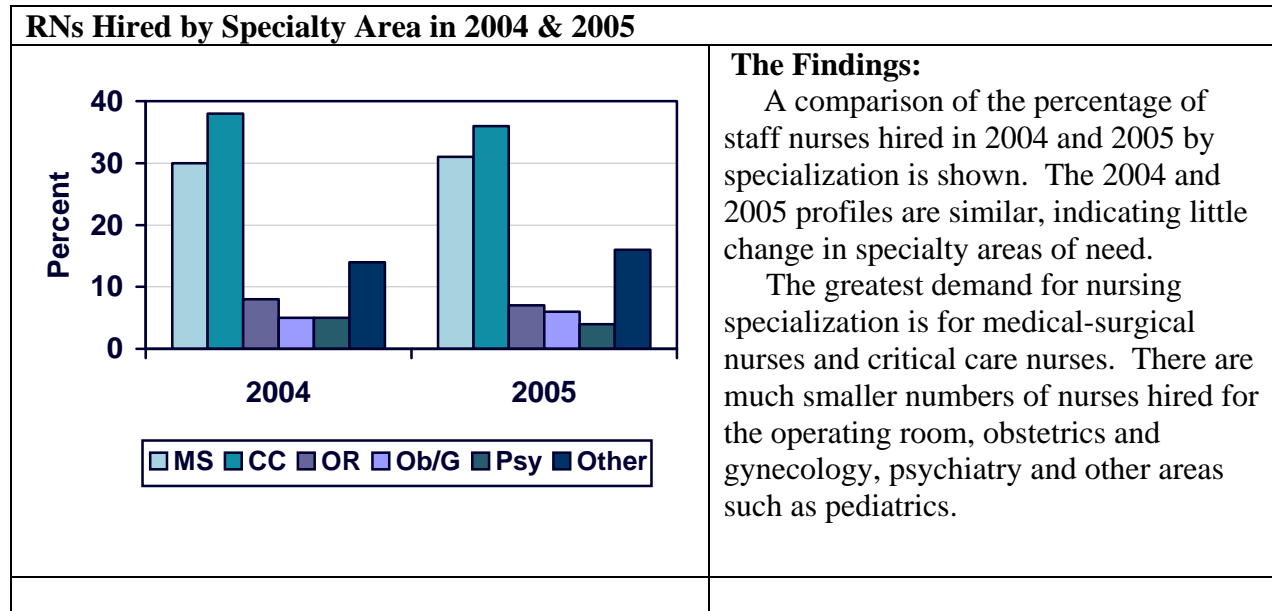 RNs Hired by Specialty Area in 2004 & 2005
40
30
20
10
0
Percent
2004
2005
MS CC OR Ob/G Psy Other
The Findings:
A comparison of the percentage of
staff nurses hired in 2004 and 2005 by
specialization is shown. The 2004 and
2005 profiles are similar, indicating little
change in specialty areas of need.
The greatest demand for nursing
specialization is for medical-surgical
nurses and critical care nurses. There are
much smaller numbers of nurses hired for
the operating room, obstetrics and
gynecology, psychiatry and other areas
such as pediatrics.